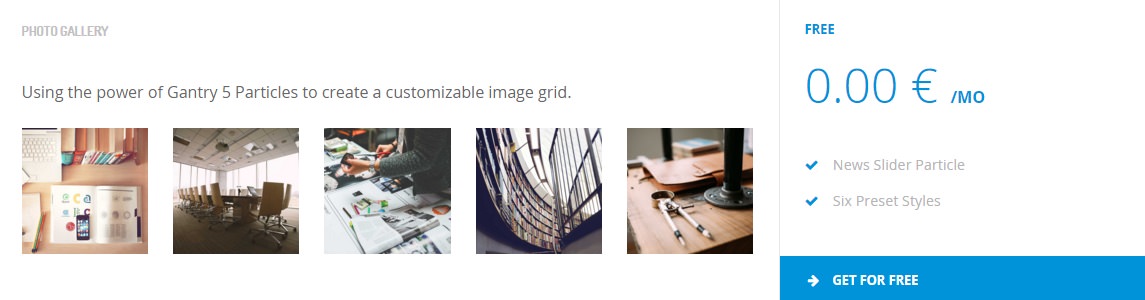 PHOTO GALLERY
Using the power of Gantry 5 Particles to create a customizable image grid.
FREE
0.00 € /MO
News Slider Particle
Six Preset Styles
GET FOR FREE